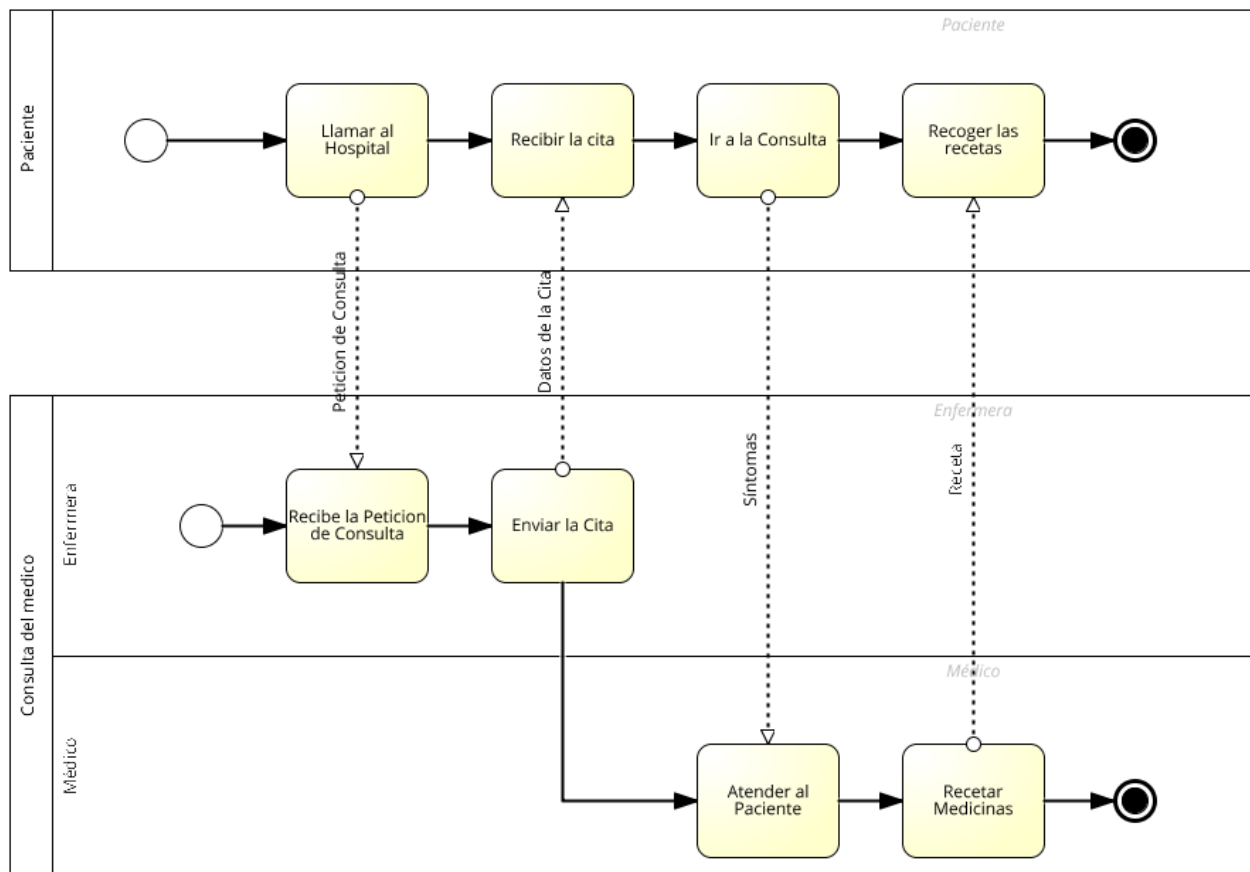 Paciente
Paciente
Llamar al
Hospital
Recibir la cita
Ir a la Consulta
Recoger las
recetas
Peticion de Consulta
Datos de la Cita
Síntomas
Receta
Consulta del medico
Enfermera
Enfermera
Recibe la Peticion
de Consulta
Enviar la Cita
Médico
Médico
Atender al
Paciente
Recetar
Medicinas